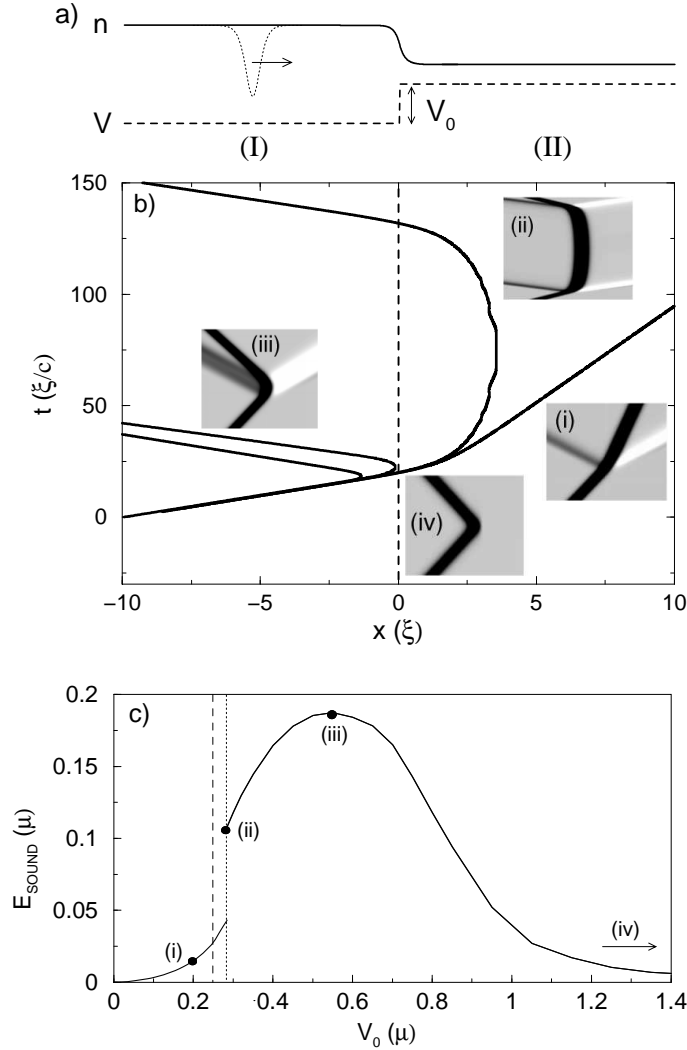 a)
n
V
V₀
(I) (II)
b)
150
100
50
0
t (ξ/c)
(ii)
(iii)
(i)
(iv)
−10 −5 0 5 10
x (ξ)
c)
0.2
0.15
0.1
0.05
0
E_SOUND (μ)
(iii)
(ii)
(i)
(iv)
0 0.2 0.4 0.6 0.8 1 1.2 1.4
V₀ (μ)